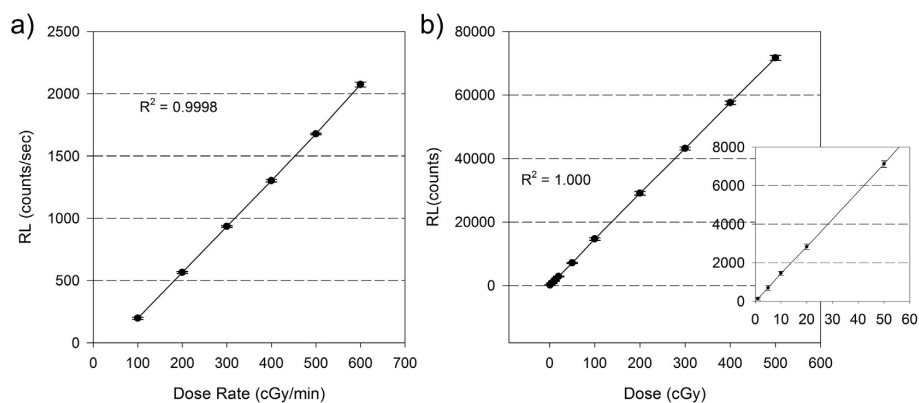 a)
2500
2000
1500
1000
500
0
RL (counts/sec)
R² = 0.9998
0 100 200 300 400 500 600 700
Dose Rate (cGy/min)
b)
80000
60000
40000
20000
0
RL(counts)
R² = 1.000
0 100 200 300 400 500 600
Dose (cGy)
8000
6000
4000
2000
0
0 10 20 30 40 50 60